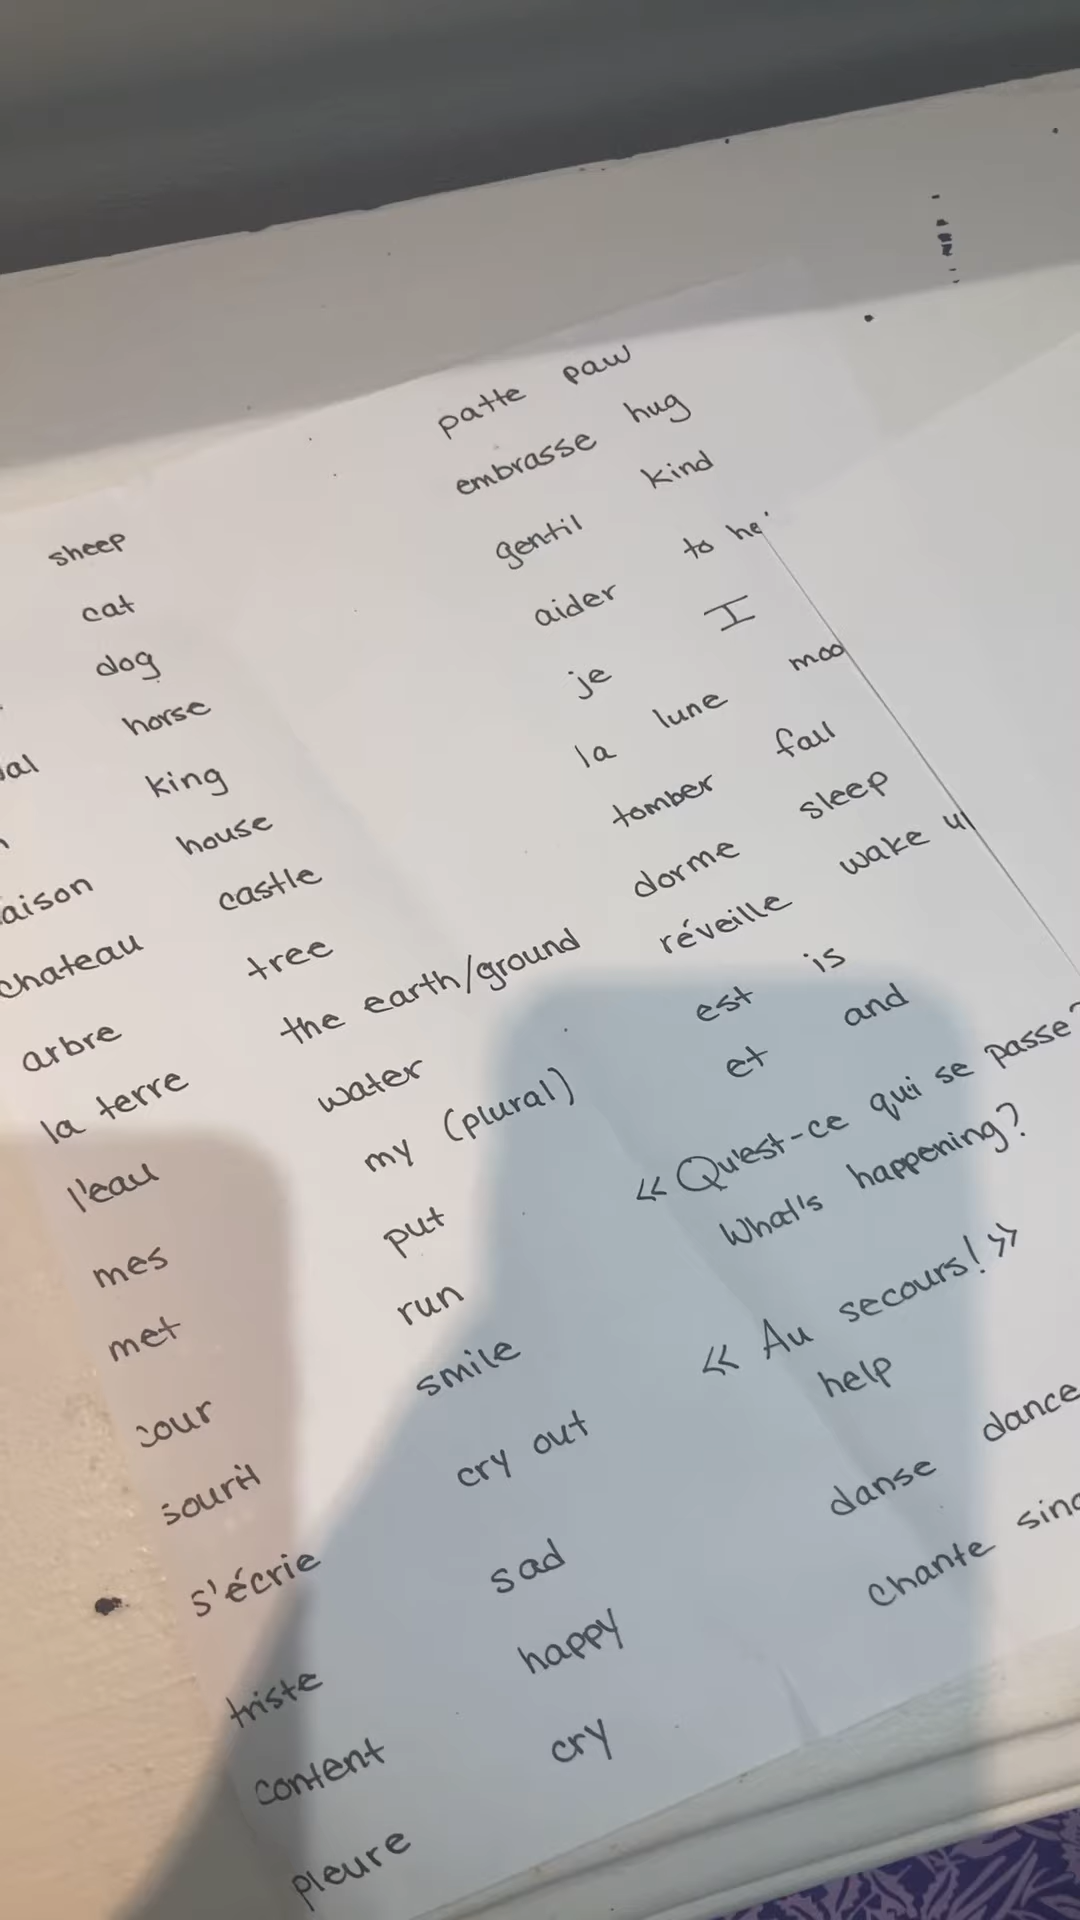 sheep
cat
dog
horse
king
house
castle
arbre tree
la terre the earth/ground
l'eau water
mes my (plural)
met put
cour run
sourit smile
s'écrie cry out
triste sad
content happy
pleure cry
patte paw
embrasse hug
gentil kind
aider to
je I
la lune
tomber fall
dorme sleep
réveille wake
est is
et and
« Qu'est-ce qui se passe?
What's happening?
« Au secours! »
help
danse dance
chante